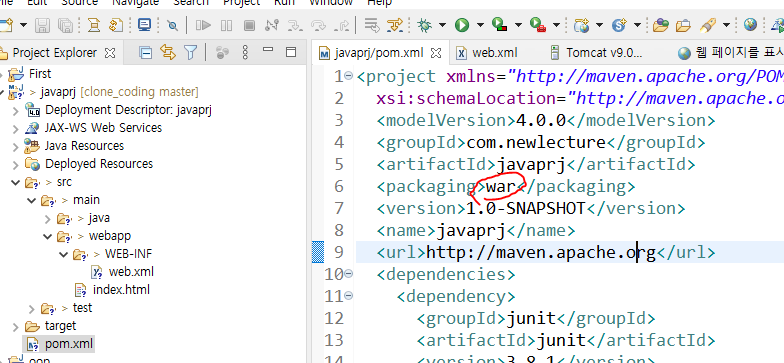 File Edit Source Navigate Search Project Run Window Help
Project Explorer
First
javaprj [clone_coding master]
Deployment Descriptor: javaprj
JAX-WS Web Services
Java Resources
Deployed Resources
src
main
java
webapp
WEB-INF
web.xml
index.html
test
target
pom.xml
javaprj/pom.xml
web.xml
Tomcat v9.0...
웹 페이지를 표시
1 <project xmlns="http://maven.apache.org/POM
2 xsi:schemaLocation="http://maven.apache.o
3 <modelVersion>4.0.0</modelVersion>
4 <groupId>com.newlecture</groupId>
5 <artifactId>javaprj</artifactId>
6 <packaging>war</packaging>
7 <version>1.0-SNAPSHOT</version>
8 <name>javaprj</name>
9 <url>http://maven.apache.org</url>
10 <dependencies>
11 <dependency>
12 <groupId>junit</groupId>
13 <artifactId>junit</artifactId>
14 <version>3.8.1</version>